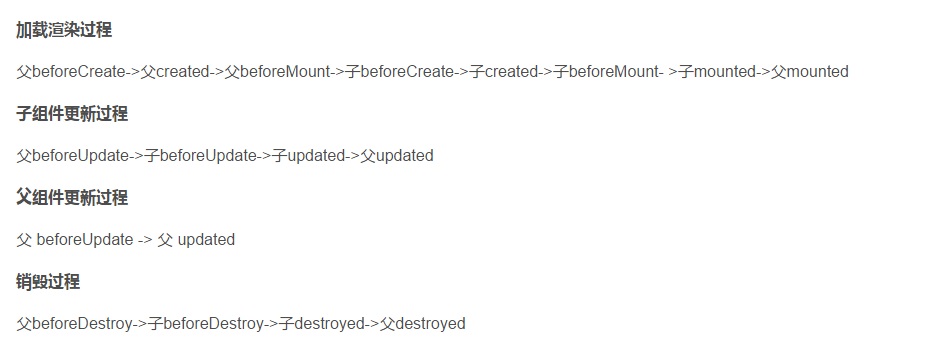 加载渲染过程
父beforeCreate->父created->父beforeMount->子beforeCreate->子created->子beforeMount- >子mounted->父mounted
子组件更新过程
父beforeUpdate->子beforeUpdate->子updated->父updated
父组件更新过程
父 beforeUpdate -> 父 updated
销毁过程
父beforeDestroy->子beforeDestroy->子destroyed->父destroyed